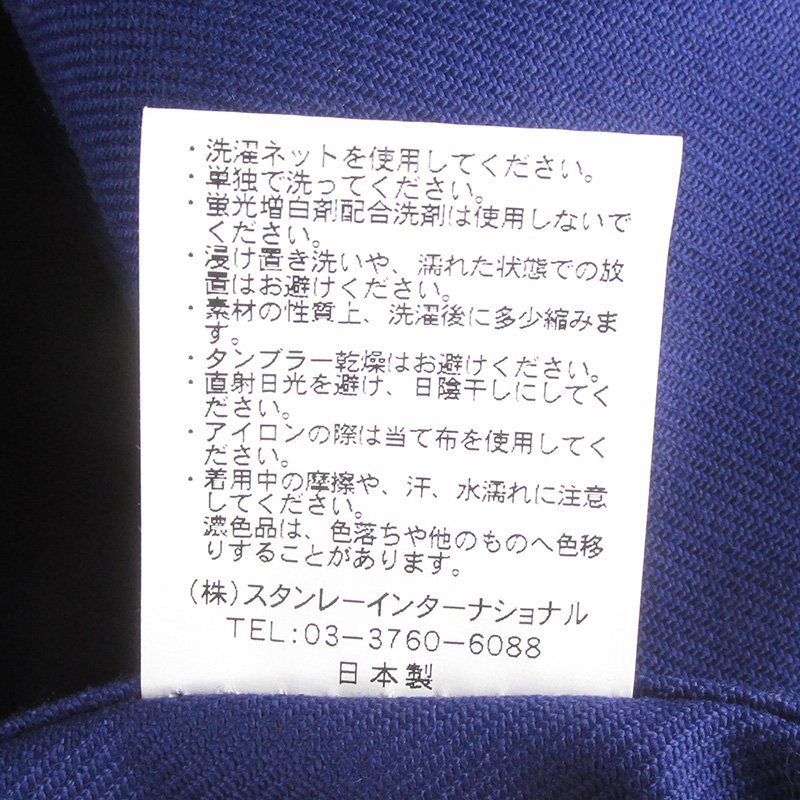 ・洗濯ネットを使用してください。
・単独で洗ってください。
・蛍光増白剤配合洗剤は使用しないで
ください。
・浸け置き洗いや、濡れた状態での放
置はお避けください。
・素材の性質上、洗濯後に多少縮みま
す。
・タンブラー乾燥はお避けください。
・直射日光を避け、日陰干しにしてく
ださい。
・アイロンの際は当て布を使用してく
ださい。
・着用中の摩擦や、汗、水濡れに注意
してください。
濃色品は、色落ちや他のものへ色移
りすることがあります。
(株)スタンレーインターナショナル
TEL:03-3760-6088
日本製